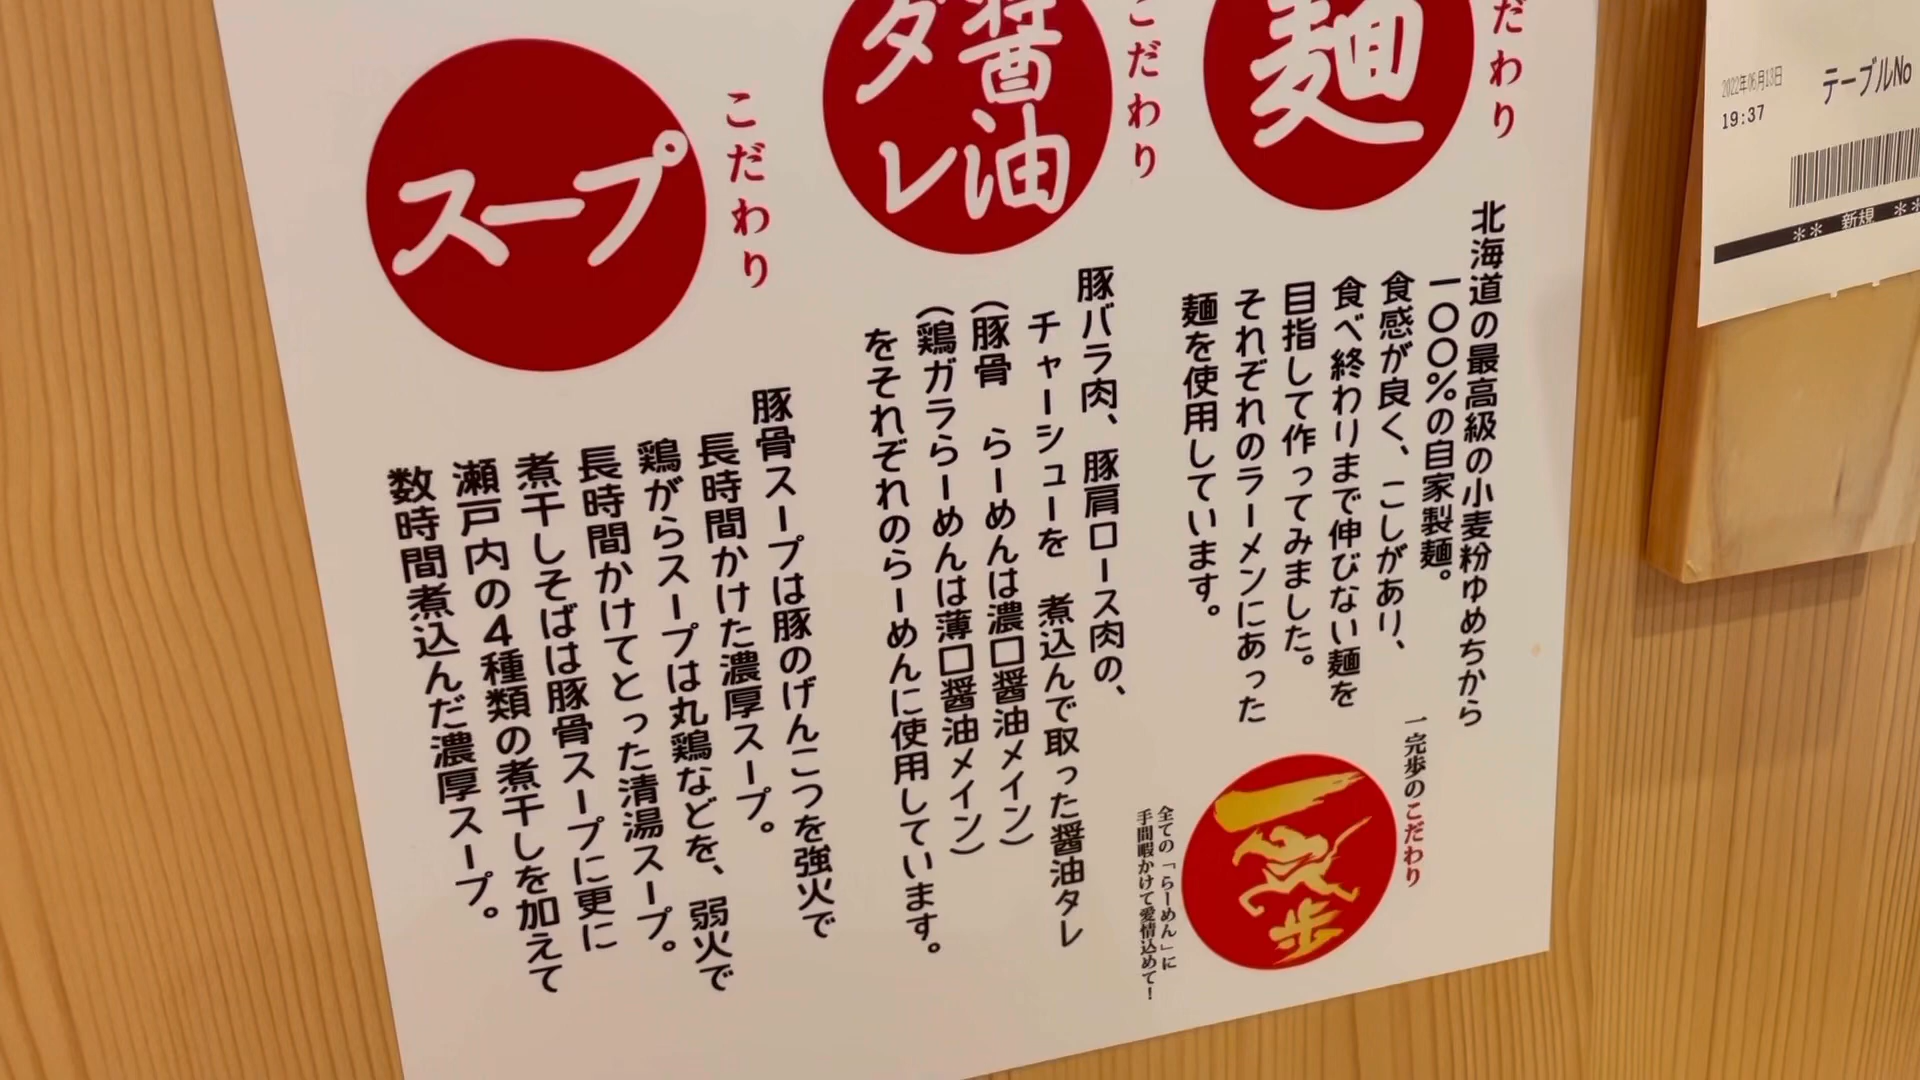 だわり
麺
北海道の最高級の小麦粉ゆめちから
一〇〇%の自家製麺。
食感が良く、こしがあり、
食べ終わりまで伸びない麺を
目指して作ってみました。
それぞれのラーメンにあった
麺を使用しています。
こだわり
醤油
タレ
豚バラ肉、豚肩ロース肉の、
チャーシューを 煮込んで取った醤油タレ
(豚骨 らーめんは濃口醤油メイン)
(鶏ガラらーめんは薄口醤油メイン)
をそれぞれのらーめんに使用しています。
こだわり
スープ
豚骨スープは豚のげんこつを強火で
長時間かけた濃厚スープ。
鶏がらスープは丸鶏などを、弱火で
長時間かけてとった清湯スープ。
煮干しそばは豚骨スープに更に
瀬戸内の4種類の煮干しを加えて
数時間煮込んだ濃厚スープ。
一完歩のこだわり
一完歩
全ての「らーめん」に
手間暇かけて愛情込めて!
2022年06月13日
テーブルNo
19:37
** 新規 **